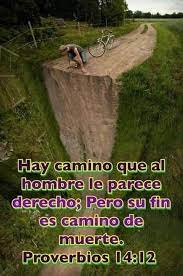 Hay camino que al
hombre le parece
derecho; Pero su fin
es camino de
muerte.
Proverbios 14:12